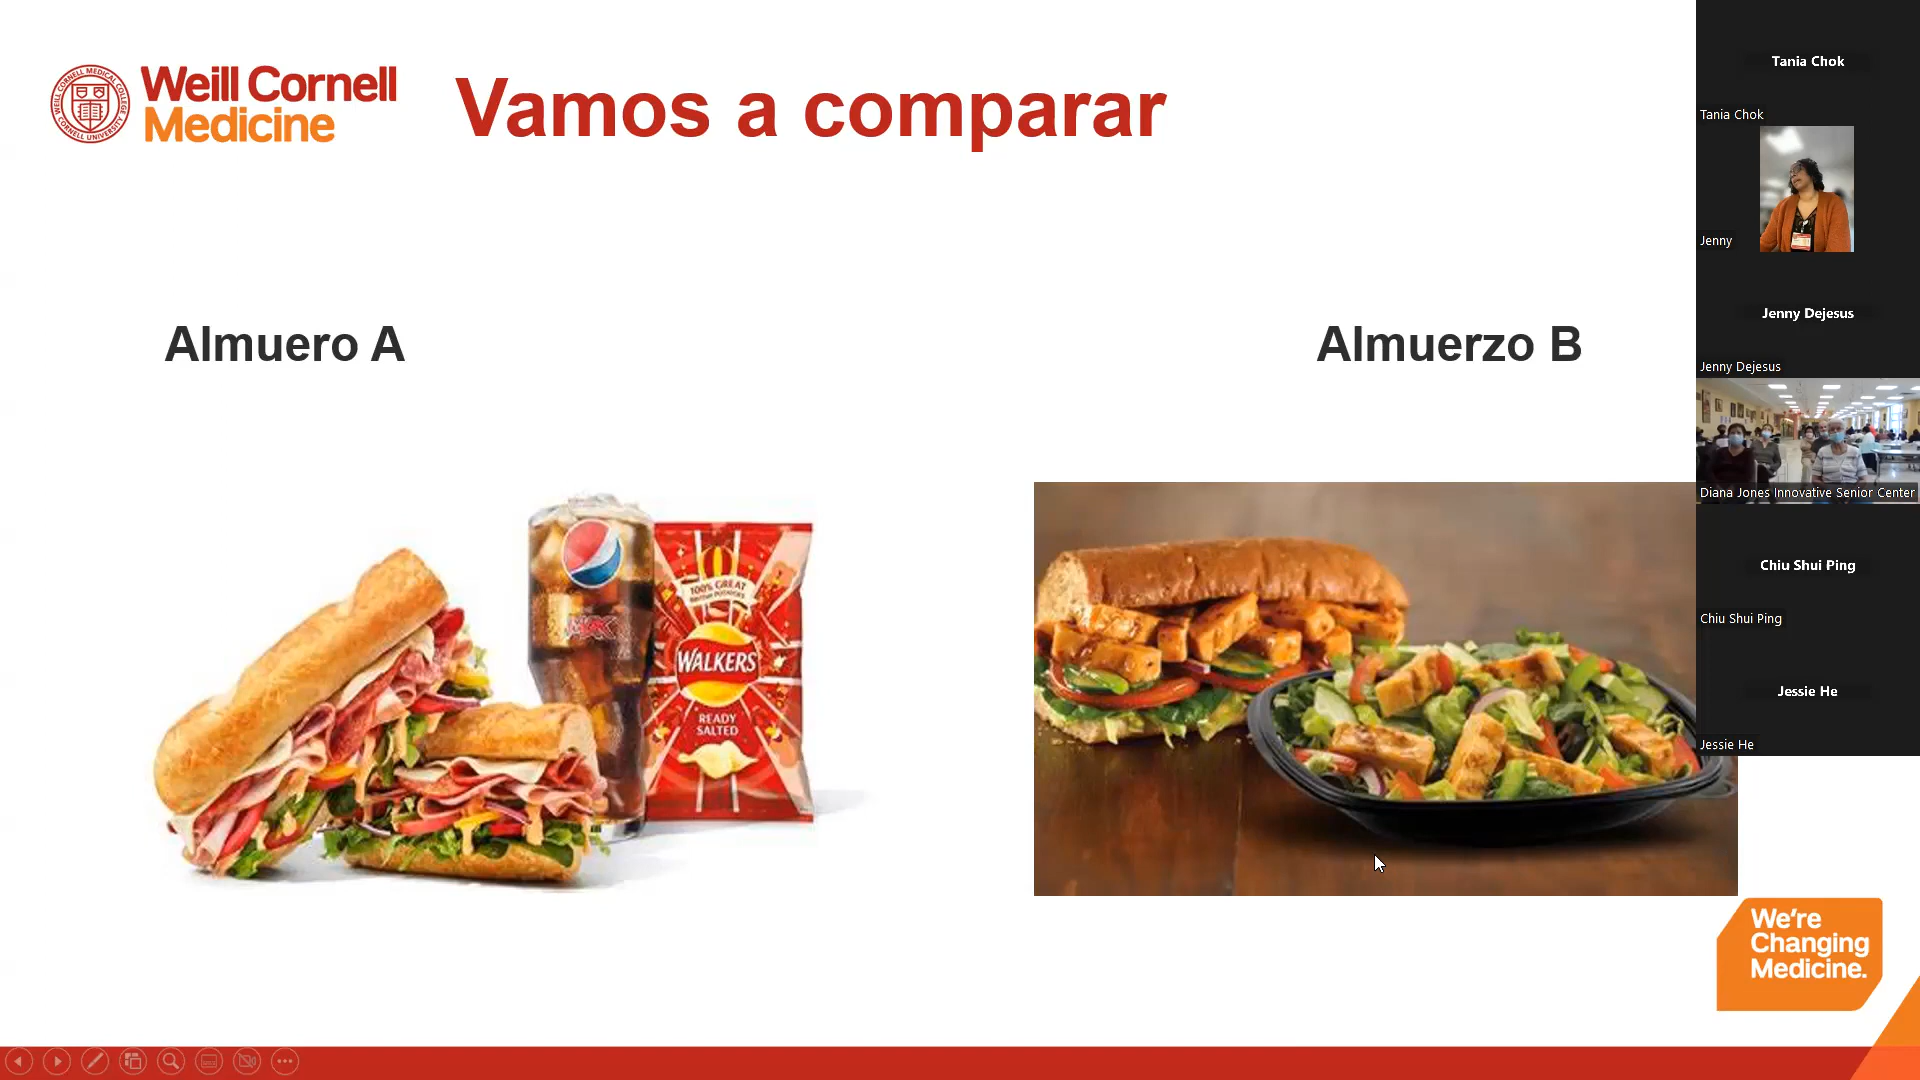 Weill Cornell
Medicine
Vamos a comparar
Almuero A
Almuerzo B
100% GREAT
BRITISH POTATOES
WALKERS
READY
SALTED
MAX
We're
Changing
Medicine.
Tania Chok
Tania Chok
Jenny
Jenny Dejesus
Jenny Dejesus
Diana Jones Innovative Senior Center
Chiu Shui Ping
Chiu Shui Ping
Jessie He
Jessie He